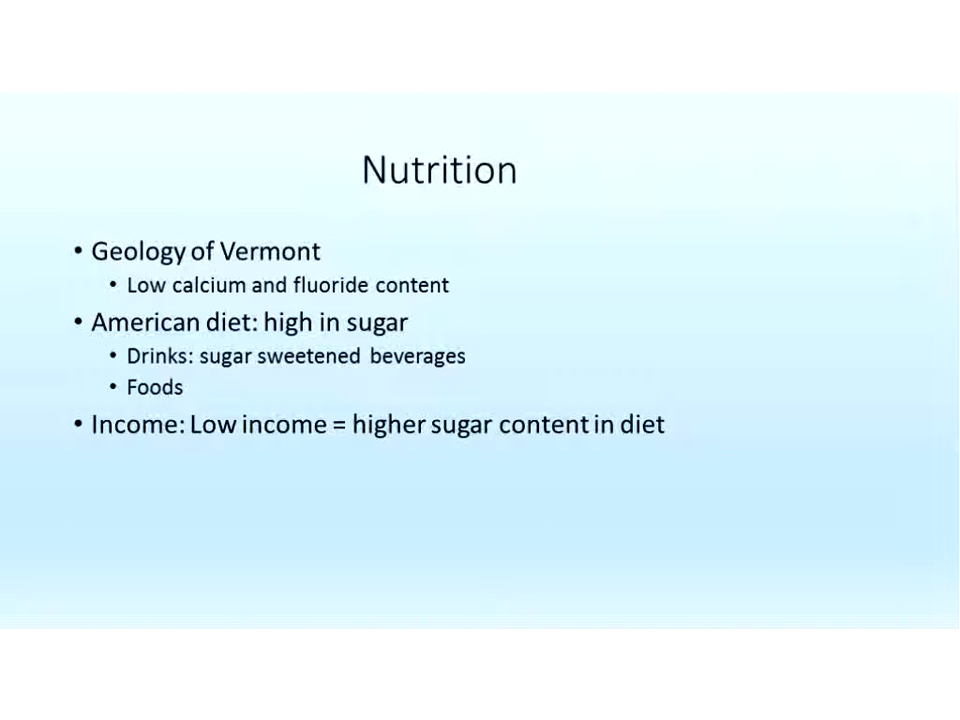 Nutrition
• Geology of Vermont
• Low calcium and fluoride content
• American diet: high in sugar
• Drinks: sugar sweetened beverages
• Foods
• Income: Low income = higher sugar content in diet